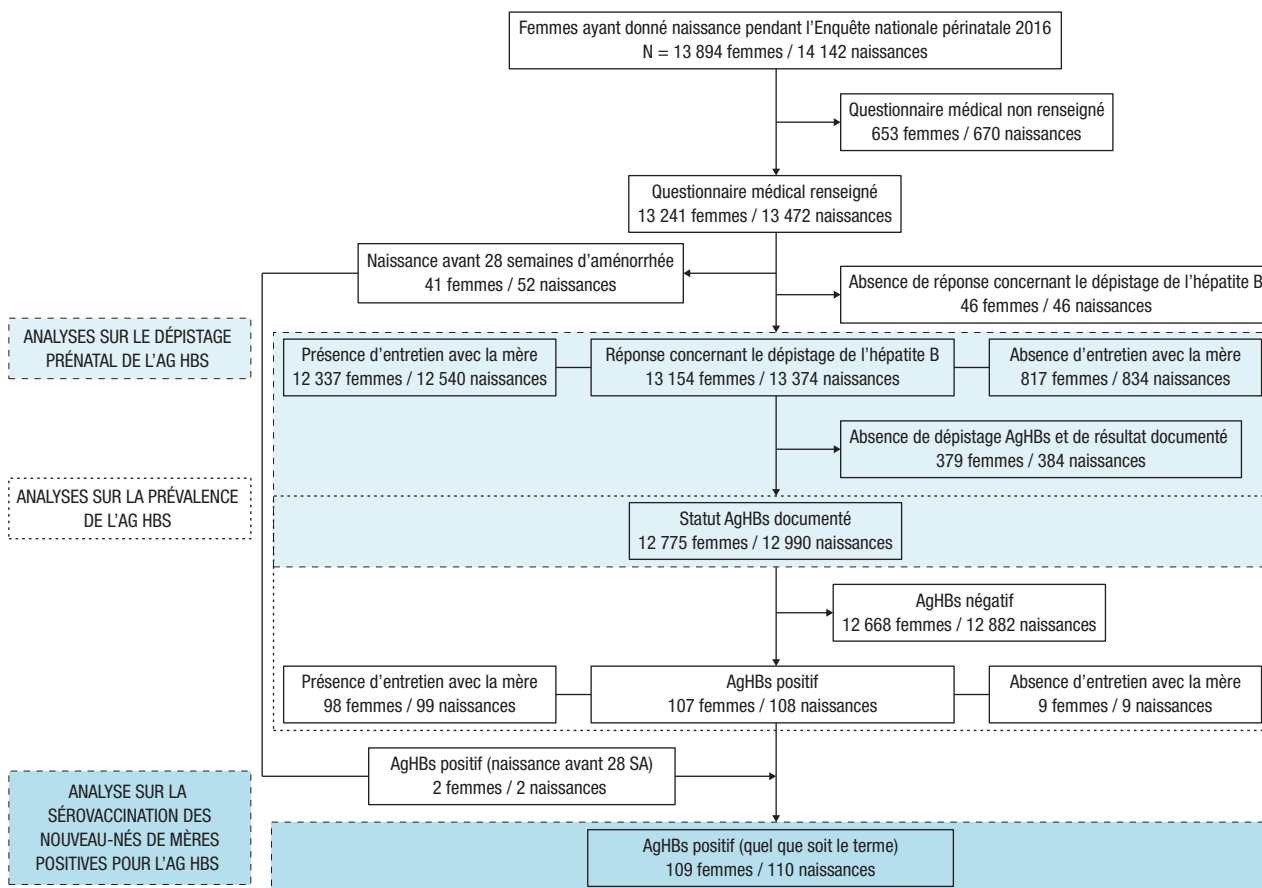 Femmes ayant donné naissance pendant l'Enquête nationale périnatale 2016
N = 13 894 femmes / 14 142 naissances
Questionnaire médical non renseigné
653 femmes / 670 naissances
Questionnaire médical renseigné
13 241 femmes / 13 472 naissances
Naissance avant 28 semaines d'aménorrhée
41 femmes / 52 naissances
Absence de réponse concernant le dépistage de l'hépatite B
46 femmes / 46 naissances
ANALYSES SUR LE DÉPISTAGE
PRÉNATAL DE L'AG HBS
Présence d'entretien avec la mère
12 337 femmes / 12 540 naissances
Réponse concernant le dépistage de l'hépatite B
13 154 femmes / 13 374 naissances
Absence d'entretien avec la mère
817 femmes / 834 naissances
Absence de dépistage AgHBs et de résultat documenté
379 femmes / 384 naissances
ANALYSES SUR LA PRÉVALENCE
DE L'AG HBS
Statut AgHBs documenté
12 775 femmes / 12 990 naissances
AgHBs négatif
12 668 femmes / 12 882 naissances
Présence d'entretien avec la mère
98 femmes / 99 naissances
AgHBs positif
107 femmes / 108 naissances
Absence d'entretien avec la mère
9 femmes / 9 naissances
AgHBs positif (naissance avant 28 SA)
2 femmes / 2 naissances
ANALYSE SUR LA
SÉROVACCINATION DES
NOUVEAU-NÉS DE MÈRES
POSITIVES POUR L'AG HBS
AgHBs positif (quel que soit le terme)
109 femmes / 110 naissances